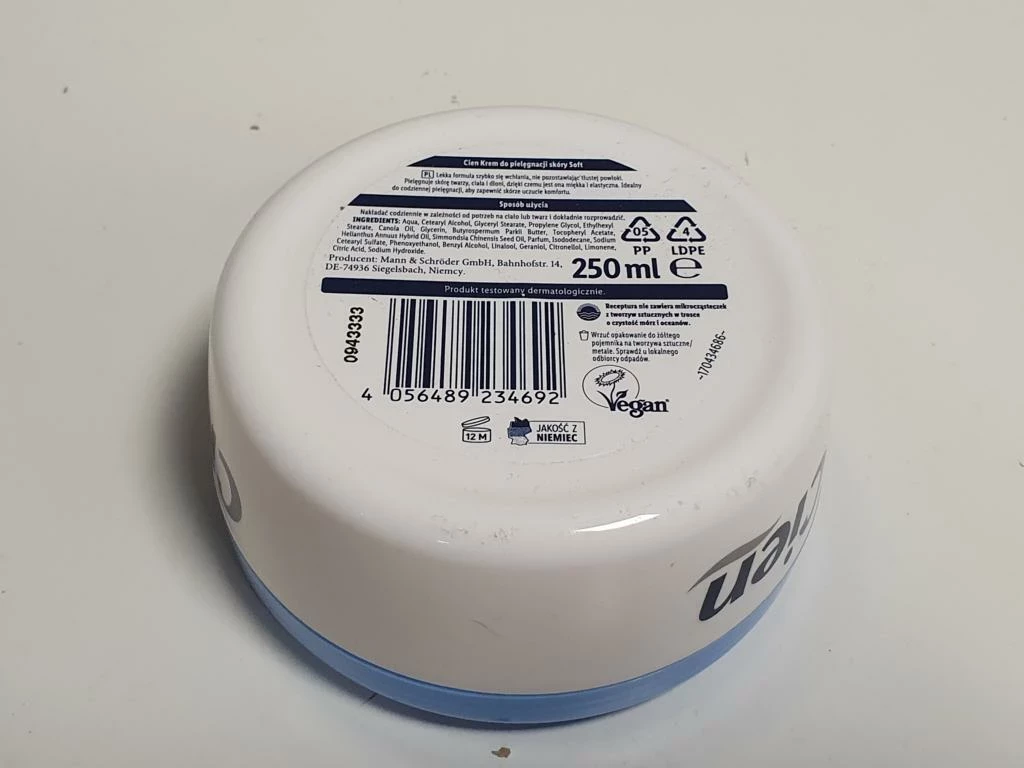 Cien Krem do pielęgnacji skóry Soft
PL Lekka formuła szybko się wchłania, nie pozostawiając tłustej powłoki.
Pielęgnuje skórę twarzy, ciała i dłoni, dzięki czemu jest ona miękka i elastyczna. Idealny
do codziennej pielęgnacji, aby zapewnić skórze uczucie komfortu.
Sposób użycia
Nakładać codziennie w zależności od potrzeb na ciało lub twarz i dokładnie rozprowadzić.
INGREDIENTS: Aqua, Cetearyl Alcohol, Glyceryl Stearate, Propylene Glycol, Ethylhexyl
Stearate, Canola Oil, Glycerin, Butyrospermum Parkii Butter, Tocopheryl Acetate,
Helianthus Annuus Hybrid Oil, Simmondsia Chinensis Seed Oil, Parfum, Isododecane, Sodium
Cetearyl Sulfate, Phenoxyethanol, Benzyl Alcohol, Linalool, Geraniol, Citronellol, Limonene,
Citric Acid, Sodium Hydroxide.
05
PP
4
LDPE
Producent: Mann & Schröder GmbH, Bahnhofstr. 14,
DE-74936 Siegelsbach, Niemcy.
250 ml ℮
Produkt testowany dermatologicznie.
0943333
4 056489 234692
Receptura nie zawiera mikrocząsteczek
z tworzyw sztucznych w trosce
o czystość mórz i oceanów.
Wrzuć opakowanie do żółtego
pojemnika na tworzywa sztuczne/
metale. Sprawdź u lokalnego
odbiorcy odpadów.
-170434686-
Vegan
12 M
JAKOŚĆ Z
NIEMIEC
Cien